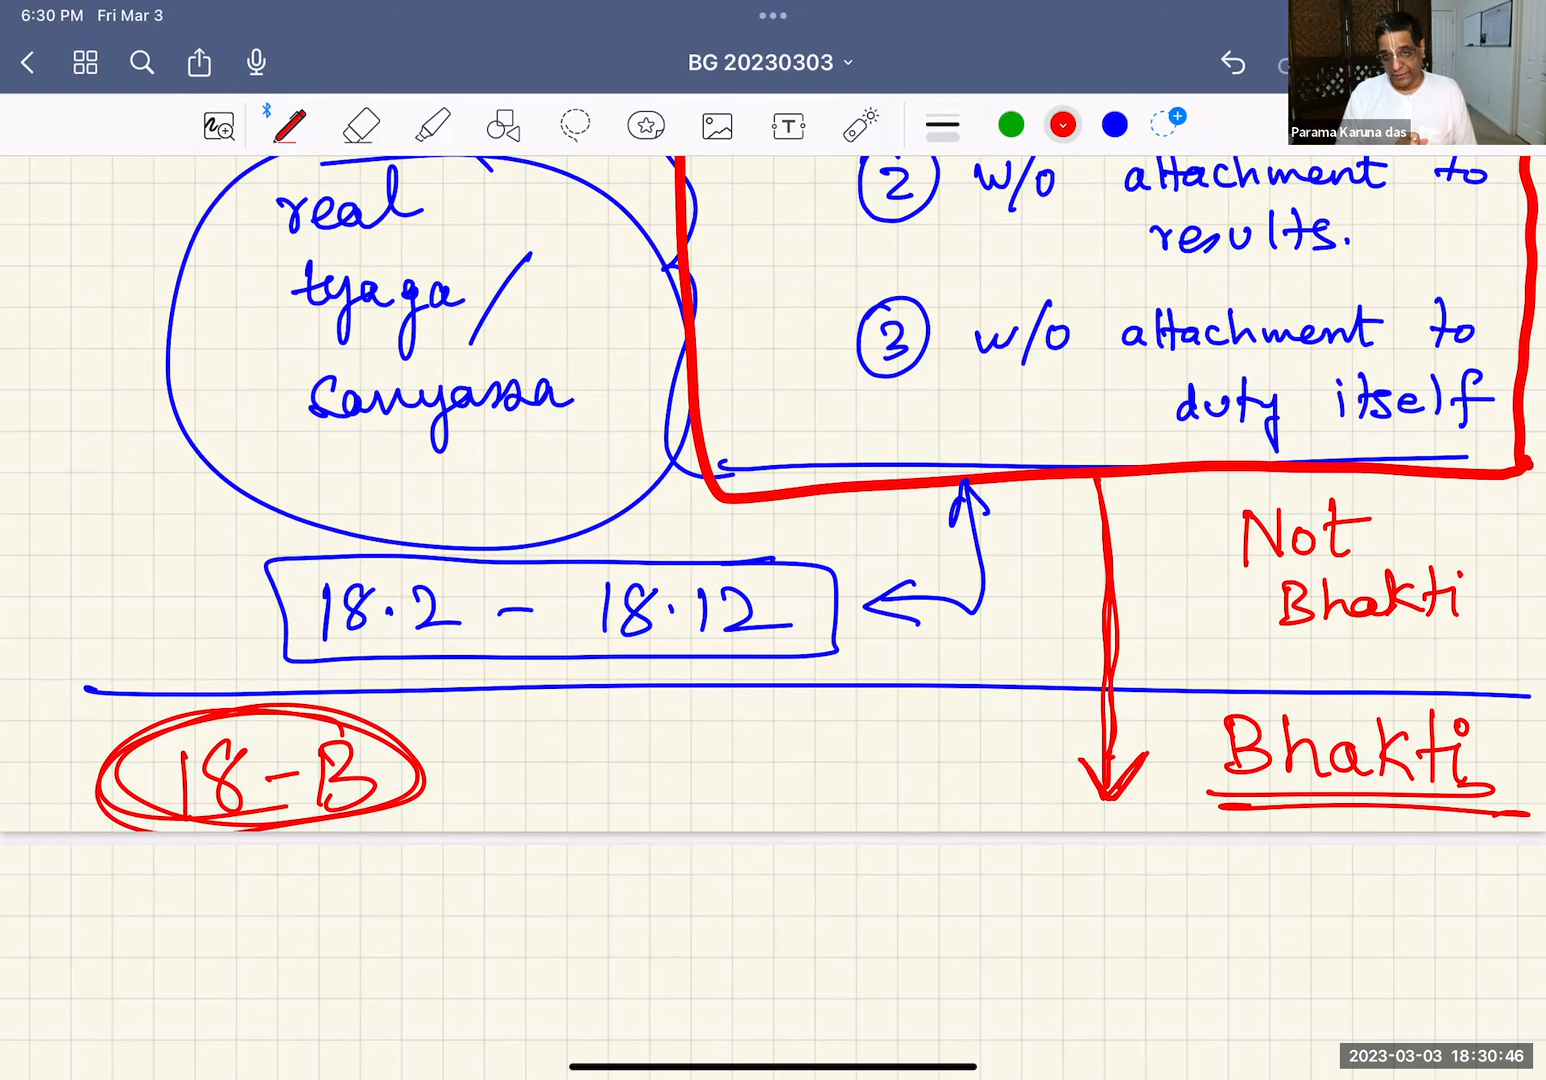 6:30 PM Fri Mar 3
BG 20230303
Parama Karuna das
real
tyaga/
Sanyassa
2 w/o attachment to
results.
3 w/o attachment to
duty itself
18.2 - 18.12
Not
Bhakti
18-B
Bhakti
2023-03-03 18:30:46